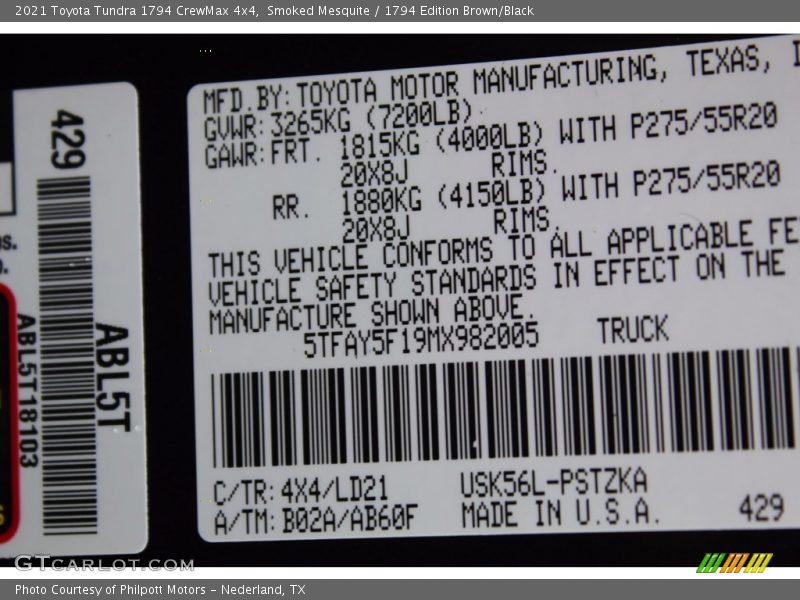 2021 Toyota Tundra 1794 CrewMax 4x4,  Smoked Mesquite / 1794 Edition Brown/Black
MFD.BY:TOYOTA MOTOR MANUFACTURING, TEXAS,
GVWR:3265KG (7200LB)
GAWR:FRT. 1815KG (4000LB) WITH P275/55R20
20X8J RIMS.
RR. 1880KG (4150LB) WITH P275/55R20
20X8J RIMS.
THIS VEHICLE CONFORMS TO ALL APPLICABLE FE
VEHICLE SAFETY STANDARDS IN EFFECT ON THE
MANUFACTURE SHOWN ABOVE.
5TFAY5F19MX982005 TRUCK
C/TR:4X4/LD21 USK56L-PSTZKA
A/TM:B02A/AB60F MADE IN U.S.A. 429
429
ABL5T
ABL5T18103
GTCARLOT.COM
Photo Courtesy of Philpott Motors - Nederland, TX